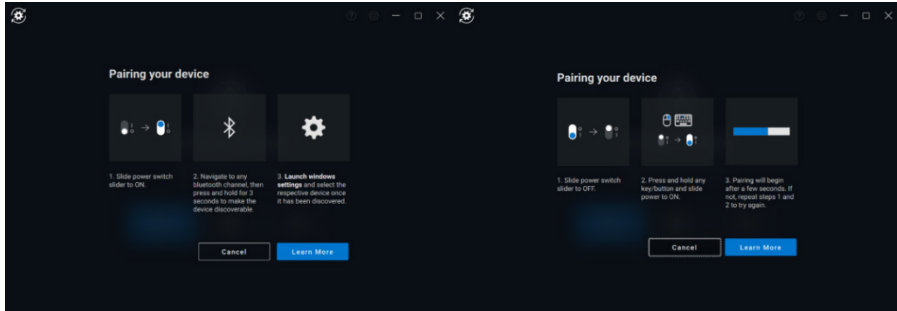 Pairing your device
1. Slide power switch
slider to ON.
2. Navigate to any
bluetooth channel, then
press and hold for 3
seconds to make the
device discoverable
3. Launch windows
settings and select the
respective device once
it has been discovered.
Cancel
Learn More
Pairing your device
1. Slide power switch
slider to OFF.
2. Press and hold any
key/button and slide
power to ON.
3. Pairing will begin
after a few seconds. If
not, repeat steps 1 and
2 to try again.
Cancel
Learn More